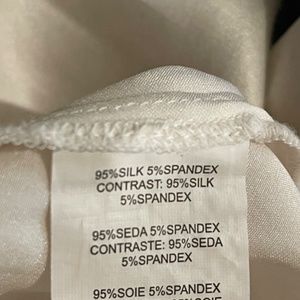 95%SILK 5%SPANDEX
CONTRAST: 95%SILK
5%SPANDEX
95%SEDA 5%SPANDEX
CONTRASTE: 95%SEDA
5%SPANDEX
95%SOIE 5%SPANDEX